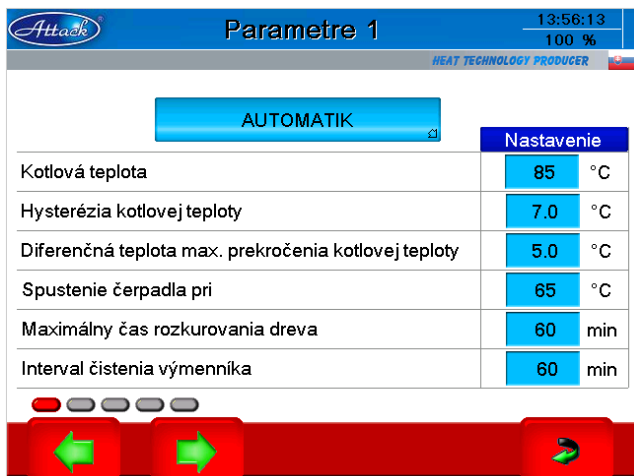 Attack
Parametre 1
13:56:13
100 %
HEAT TECHNOLOGY PRODUCER
AUTOMATIK
Nastavenie
Kotlová teplota 85 °C
Hysterézia kotlovej teploty 7.0 °C
Diferenčná teplota max. prekročenia kotlovej teploty 5.0 °C
Spustenie čerpadla pri 65 °C
Maximálny čas rozkurovania dreva 60 min
Interval čistenia výmenníka 60 min